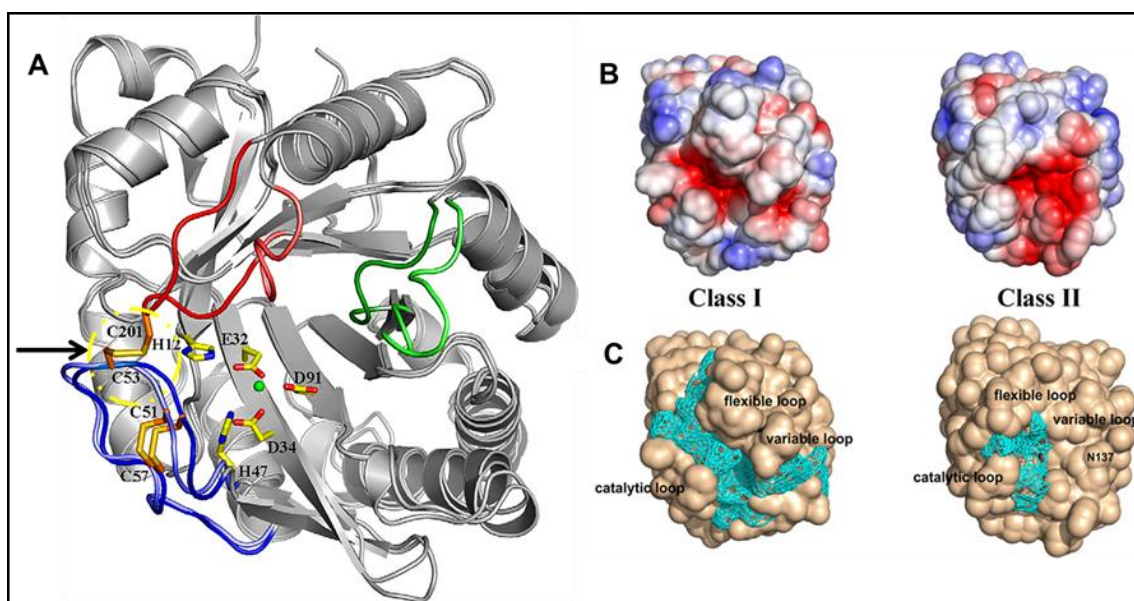 A
C201
H12
E32
C53
D91
C51
D34
C57
H47
B
Class I
Class II
C
flexible loop
variable loop
catalytic loop
flexible loop
variable loop
N137
catalytic loop